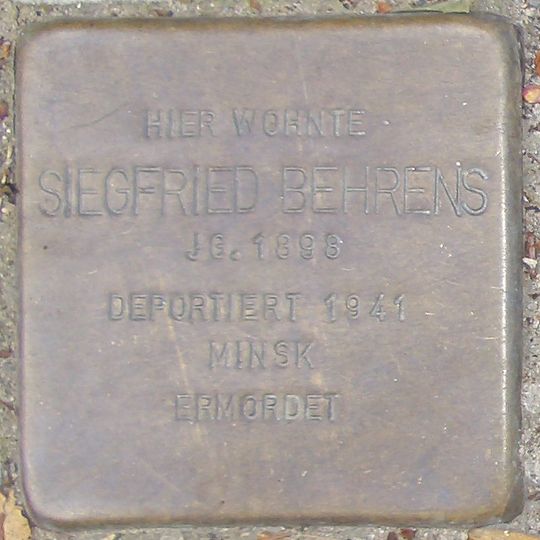 HIER WOHNTE
SIEGFRIED BEHRENS
JG. 1898
DEPORTIERT 1941
MINSK
ERMORDET